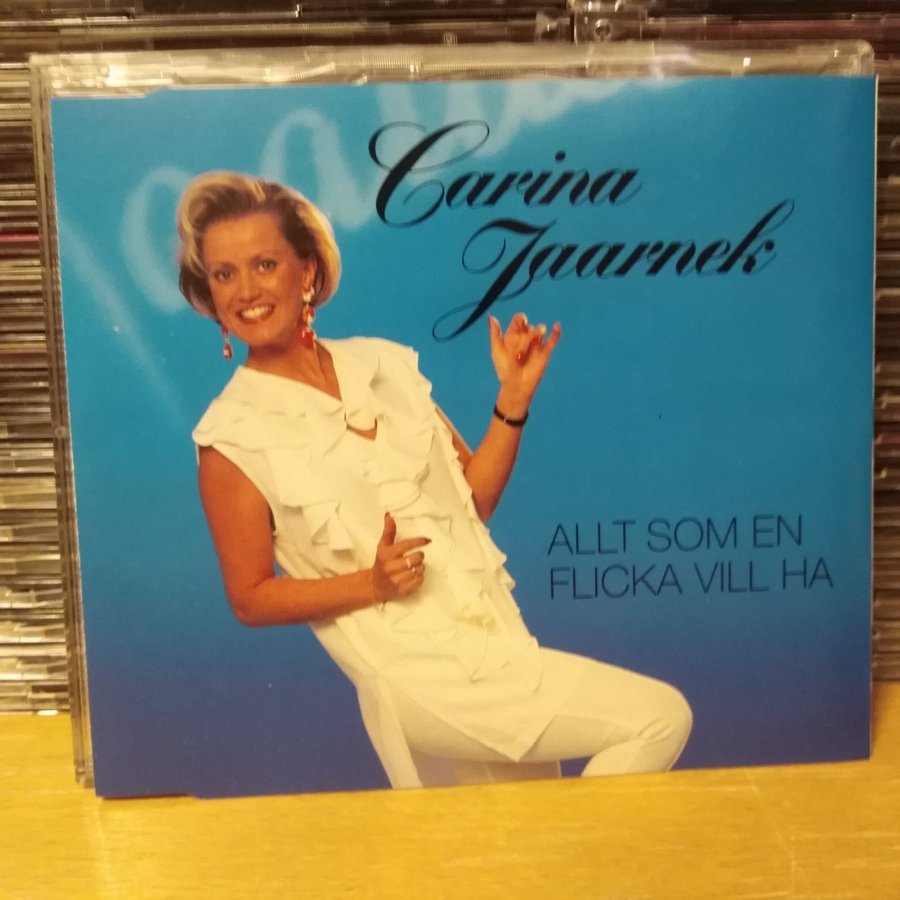 Carina
Jaarnek
ALLT SOM EN
FLICKA VILL HA